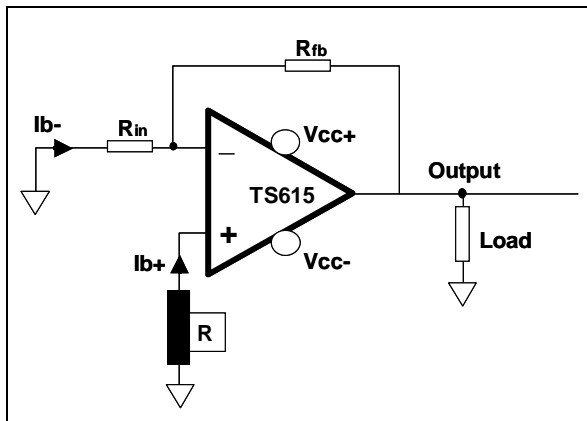 Rfb
Ib-
Rin
Vcc+
–
Output
TS615
+
Load
Ib+
Vcc-
R